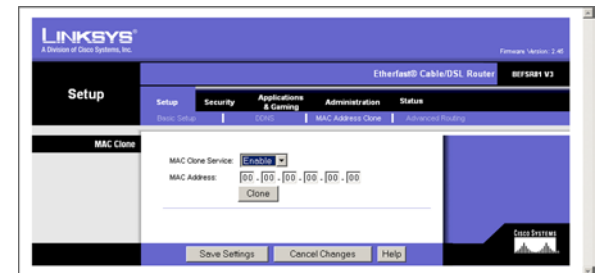 LINKSYS®
A Division of Cisco Systems, Inc.
Firmware Version: 2.45
Etherfast® Cable/DSL Router
BEFSR81 V3
Setup
Setup Security Applications & Gaming Administration Status
Basic Setup DDNS MAC Address Clone Advanced Routing
MAC Clone
MAC Clone Service: Enable
MAC Address: 00 - 00 - 00 - 00 - 00 - 00
Clone
CISCO SYSTEMS
Save Settings Cancel Changes Help